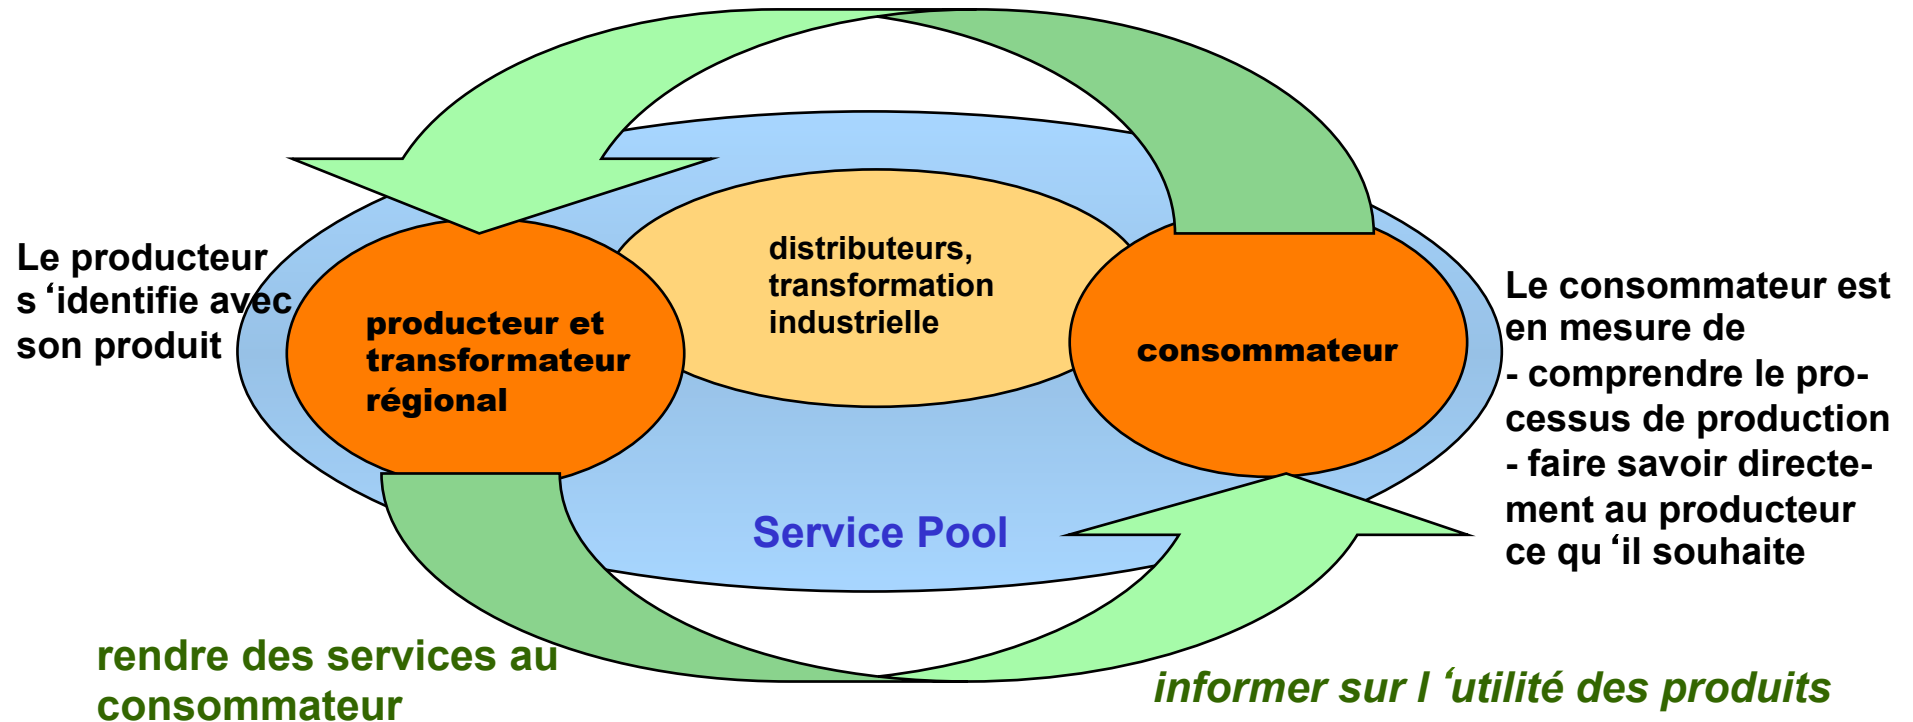 Le producteur
s ‘identifie avec
son produit
producteur et
transformateur
régional
distributeurs,
transformation
industrielle
consommateur
Service Pool
Le consommateur est
en mesure de
- comprendre le pro-
cessus de production
- faire savoir directe-
ment au producteur
ce qu ‘il souhaite
rendre des services au
consommateur
informer sur l ‘utilité des produits